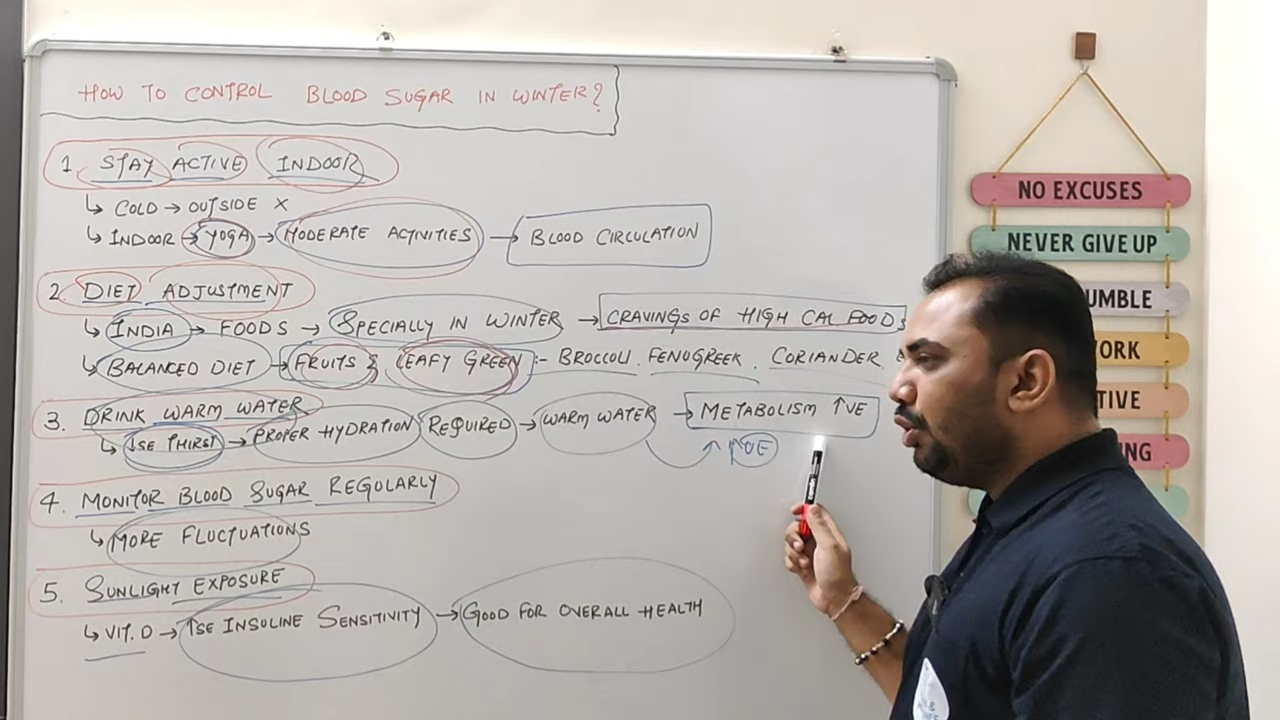 HOW TO CONTROL BLOOD SUGAR IN WINTER?
1. STAY ACTIVE INDOOR
↳ COLD → OUTSIDE X
↳ INDOOR → YOGA → MODERATE ACTIVITIES → BLOOD CIRCULATION
2. DIET ADJUSTMENT
↳ INDIA → FOODS → SPECIALLY IN WINTER → CRAVINGS OF HIGH CAL FOODS
↳ BALANCED DIET → FRUITS & LEAFY GREEN :- BROCCOLI. FENUGREEK. CORIANDER
3. DRINK WARM WATER
↳ ↓SE THIRST → PROPER HYDRATION REQUIRED → WARM WATER → METABOLISM ↑VE
↑VE
4. MONITOR BLOOD SUGAR REGOLARLY
↳ MORE FLUCTUATIONS
5. SUNLIGHT EXPOSURE
↳ VIT. D → ↑SE INSULINE SENSITIVITY → GOOD FOR OVERALL HEALTH
NO EXCUSES
NEVER GIVE UP
UMBLE
ORK
TIVE
NG